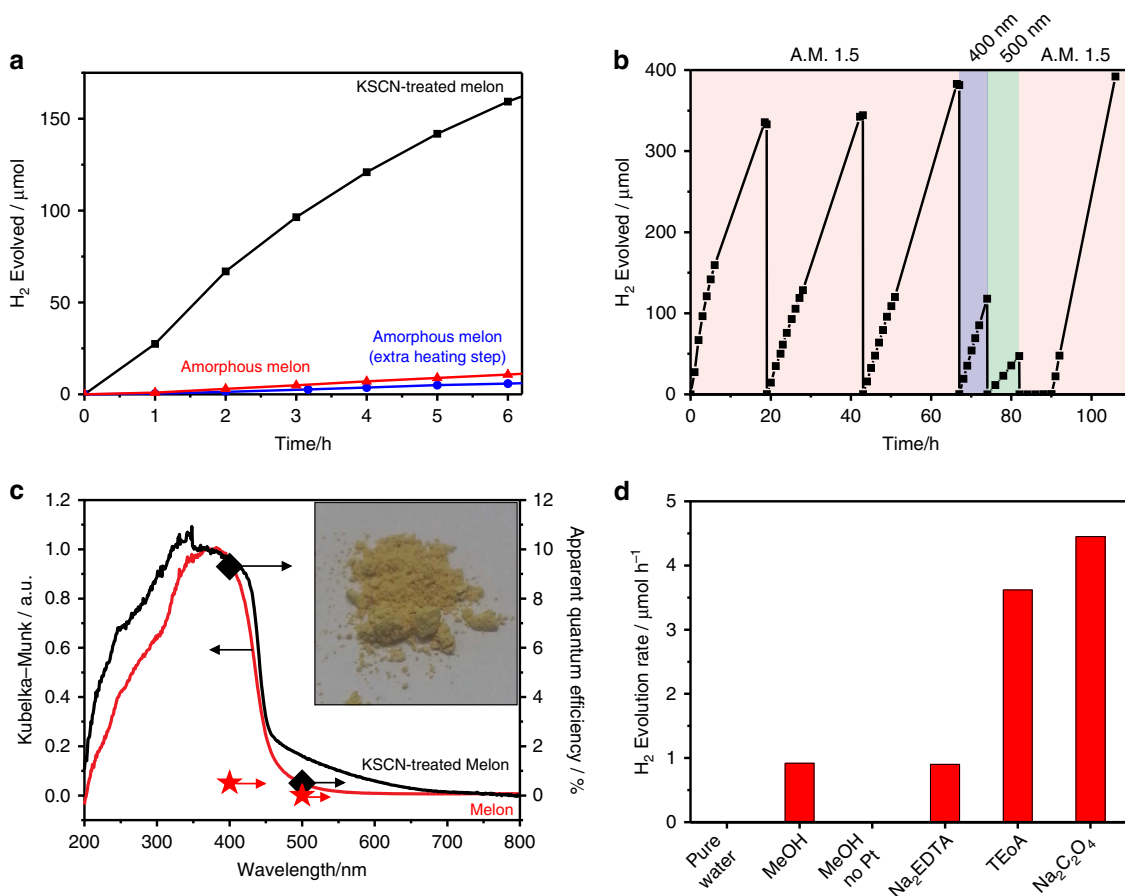 a
KSCN-treated melon
150
100
50
0
H₂ Evolved / μmol
Amorphous melon
Amorphous melon
(extra heating step)
0 1 2 3 4 5 6
Time/h
b
A.M. 1.5
400 nm
500 nm
A.M. 1.5
400
300
200
100
0
H₂ Evolved / μmol
0 20 40 60 80 100
Time/h
c
1.2
1.0
0.8
0.6
0.4
0.2
0.0
Kubelka–Munk / a.u.
12
10
8
6
4
2
0
Apparent quantum efficiency / %
KSCN-treated Melon
Melon
200 300 400 500 600 700 800
Wavelength/nm
d
5
4
3
2
1
0
H₂ Evolution rate / μmol h⁻¹
Pure
water
MeOH
MeOH
no Pt
Na₂EDTA
TEoA
Na₂C₂O₄